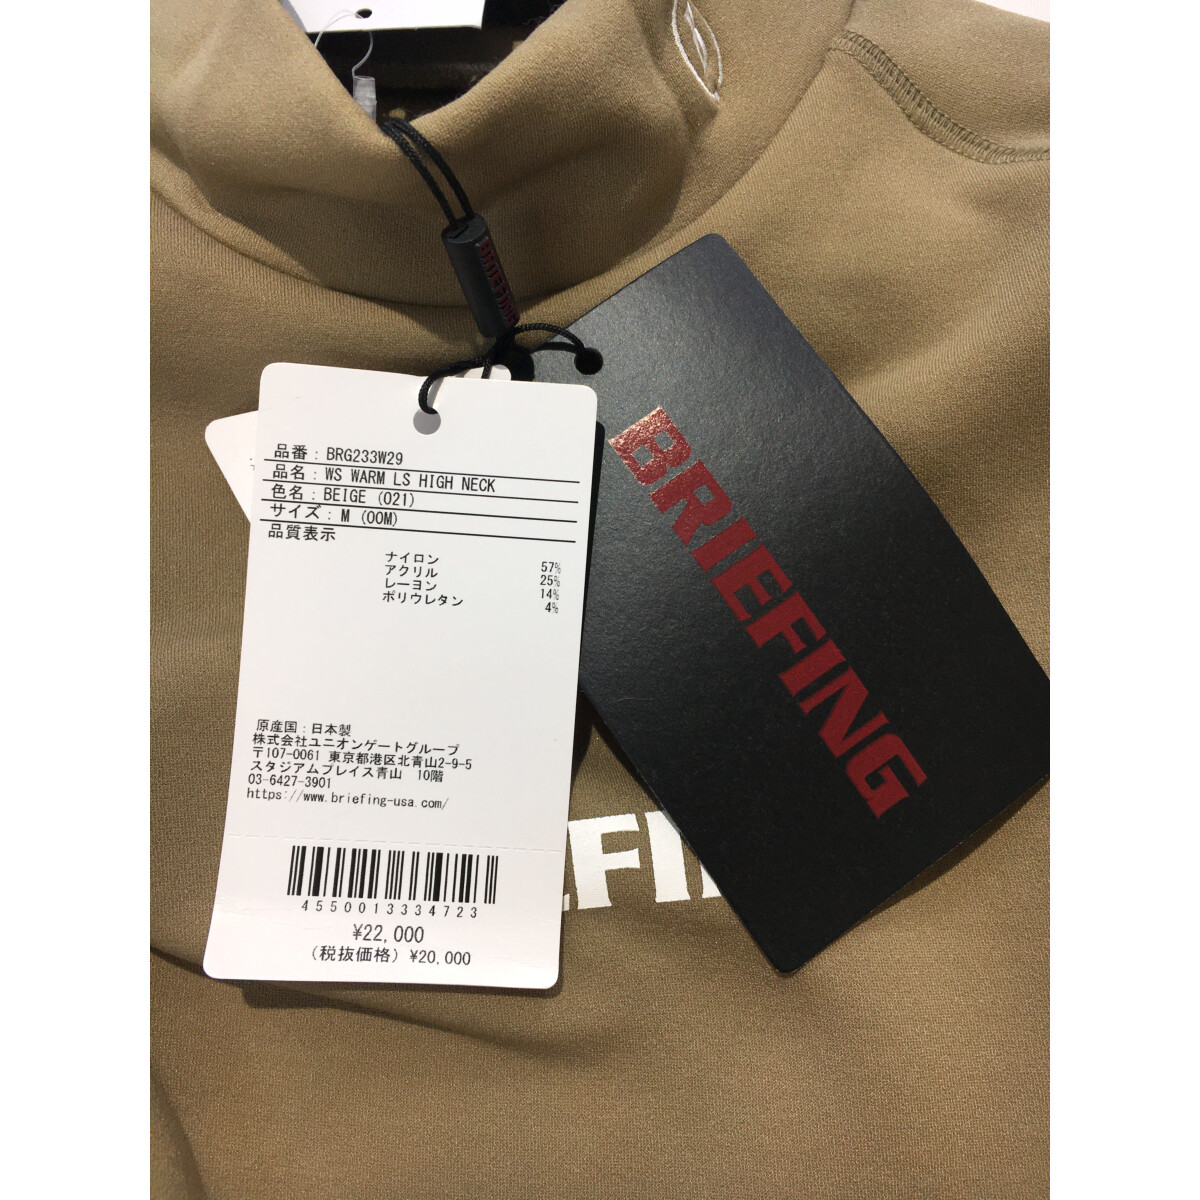 BRIEFING
BRIEFING
品番：BRG233W29
品名：WS WARM LS HIGH NECK
色名：BEIGE (021)
サイズ：M (OOM)
品質表示
ナイロン 57%
アクリル 25%
レーヨン 14%
ポリウレタン 4%
原産国：日本製
株式会社ユニオンゲートグループ
〒107-0061 東京都港区北青山2-9-5
スタジアムプレイス青山 10階
03-6427-3901
https://www.briefing-usa.com/
4550013334723
¥22,000
(税抜価格) ¥20,000
EFI